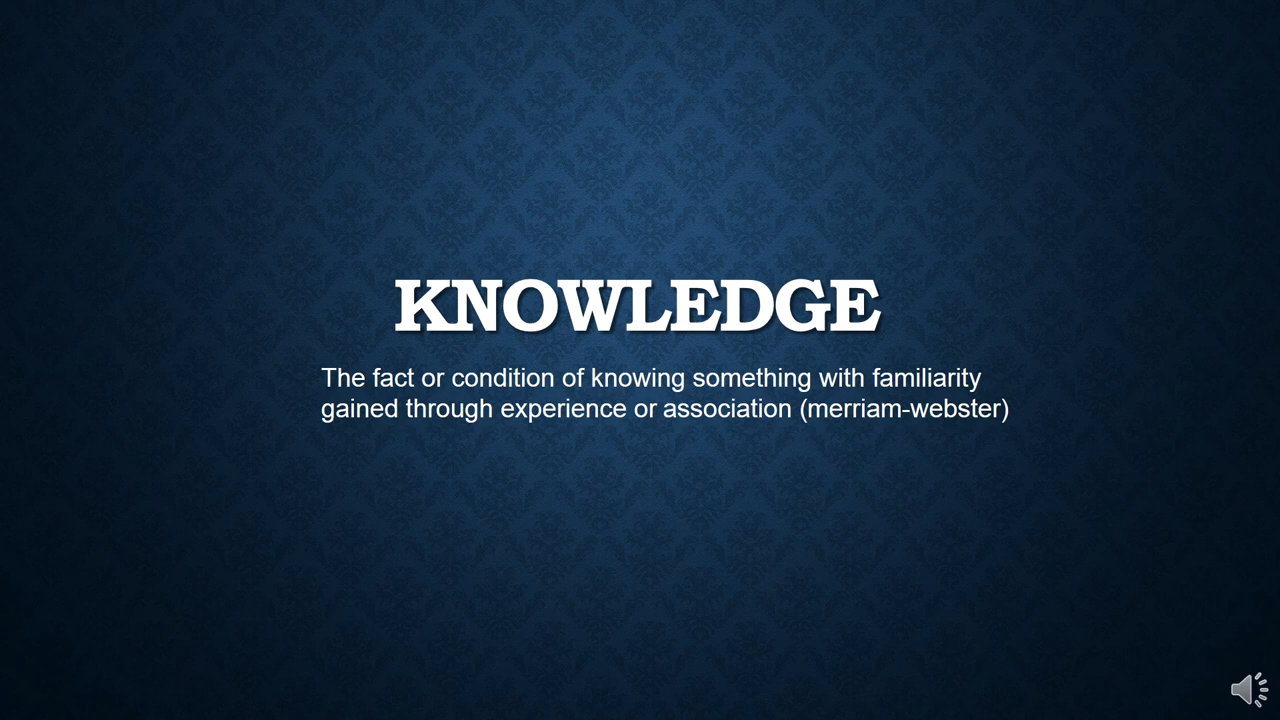 KNOWLEDGE
The fact or condition of knowing something with familiarity
gained through experience or association (merriam-webster)